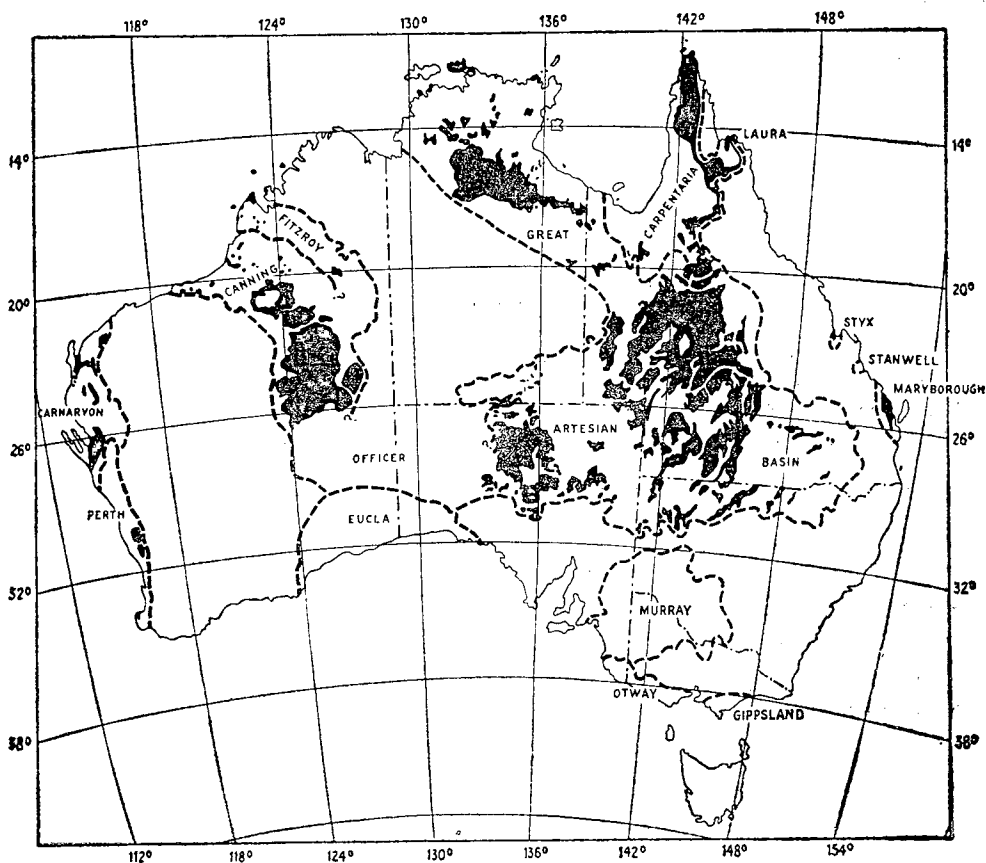 118° 124° 130° 136° 142° 148°
14° 14°
LAURA
CARPENTARIA
FITZROY
GREAT
CANNING
20° 20°
STYX
STANWELL
MARYBOROUGH
CARNARYON
26° 26°
ARTESIAN
OFFICER
BASIN
PERTH
EUCLA
32° 32°
MURRAY
OTWAY
GIPPSLAND
38° 38°
112° 118° 124° 130° 136° 142° 148° 154°